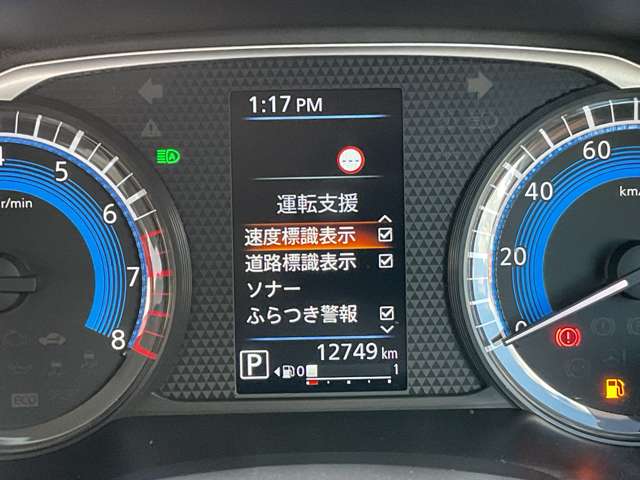 1:17 PM
運転支援
速度標識表示
道路標識表示
ソナー
ふらつき警報
P
12749 km
0 1
4 5 6 7 8
r/min
0 20 40 60
km/
ECO